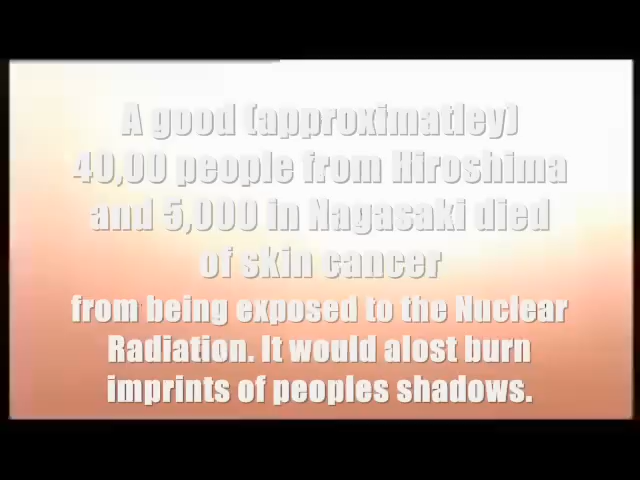 A good (approximatley)
40,00 people from Hiroshima
and 5,000 in Nagasaki died
of skin cancer
from being exposed to the Nuclear
Radiation. It would alost burn
imprints of peoples shadows.